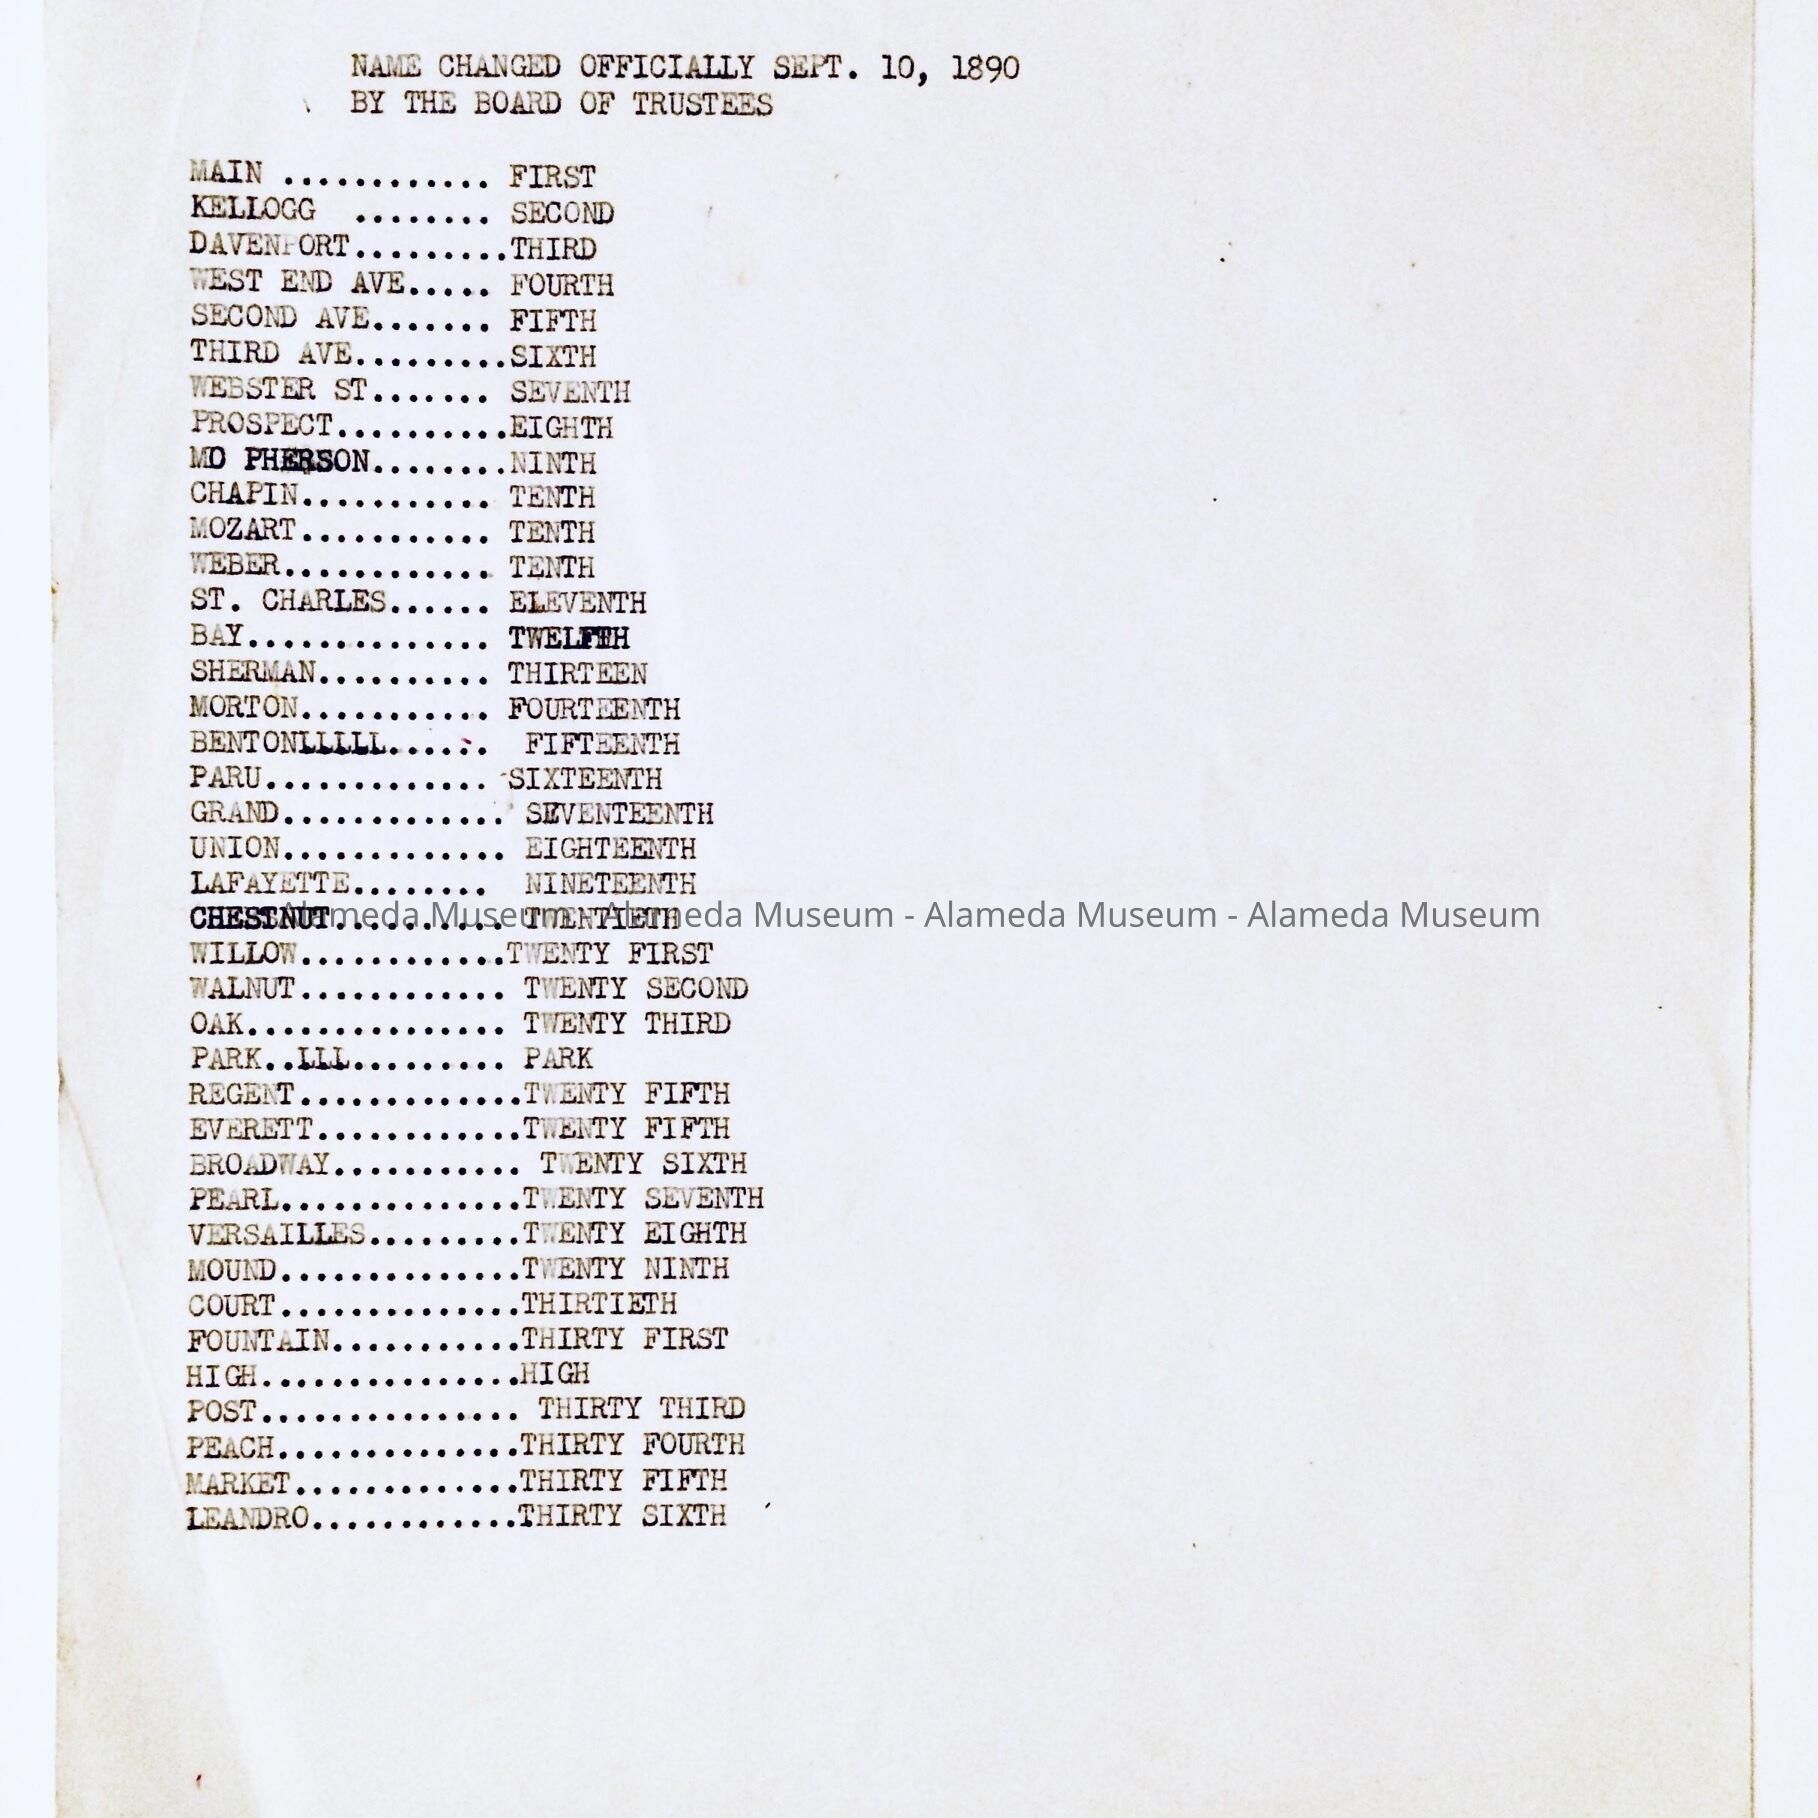 NAME CHANGED OFFICIALLY SEPT. 10, 1890
BY THE BOARD OF TRUSTEES
MAIN ............ FIRST
KELLOGG ........ SECOND
DAVENPORT.........THIRD
WEST END AVE..... FOURTH
SECOND AVE....... FIFTH
THIRD AVE.........SIXTH
WEBSTER ST....... SEVENTH
PROSPECT..........EIGHTH
PHERSON........NINTH
CHAPIN........... TENTH
MOZART........... TENTH
WEBER............ TENTH
ST. CHARLES...... ELEVENTH
BAY.............. TWELFTH
SHERMAN.......... THIRTEEN
MORTON........... FOURTEENTH
BENTONLLLLL...... FIFTEENTH
PARU............. SIXTEENTH
GRAND............. SEVENTEENTH
UNION............. EIGHTEENTH
LAFAYETTE........ NINETEENTH
CHESTNUT.......... TWENTIETH
Alameda Museum - Alameda Museum - Alameda Museum - Alameda Museum
WILLOW............TWENTY FIRST
WALNUT............ TWENTY SECOND
OAK............... TWENTY THIRD
PARK..LLL......... PARK
REGENT.............TWENTY FIFTH
EVERETT............TWENTY FIFTH
BROADWAY........... TWENTY SIXTH
PEARL..............TWENTY SEVENTH
VERSAILLES.........TWENTY EIGHTH
MOUND..............TWENTY NINTH
COURT..............THIRTIETH
FOUNTAIN...........THIRTY FIRST
HIGH...............HIGH
POST............... THIRTY THIRD
PEACH..............THIRTY FOURTH
MARKET.............THIRTY FIFTH
LEANDRO............THIRTY SIXTH